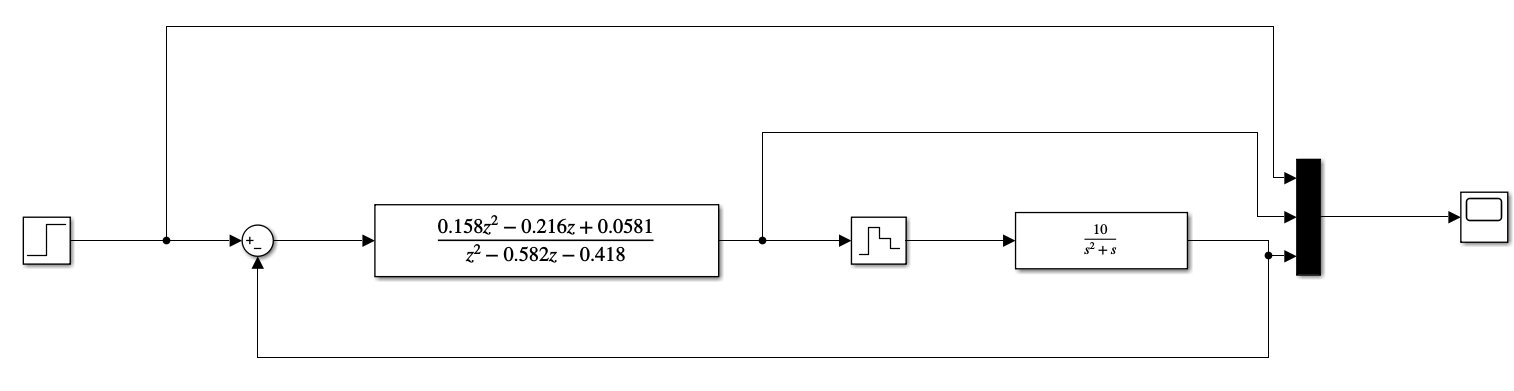 +
−
0.158z² − 0.216z + 0.0581
z² − 0.582z − 0.418
10
s² + s